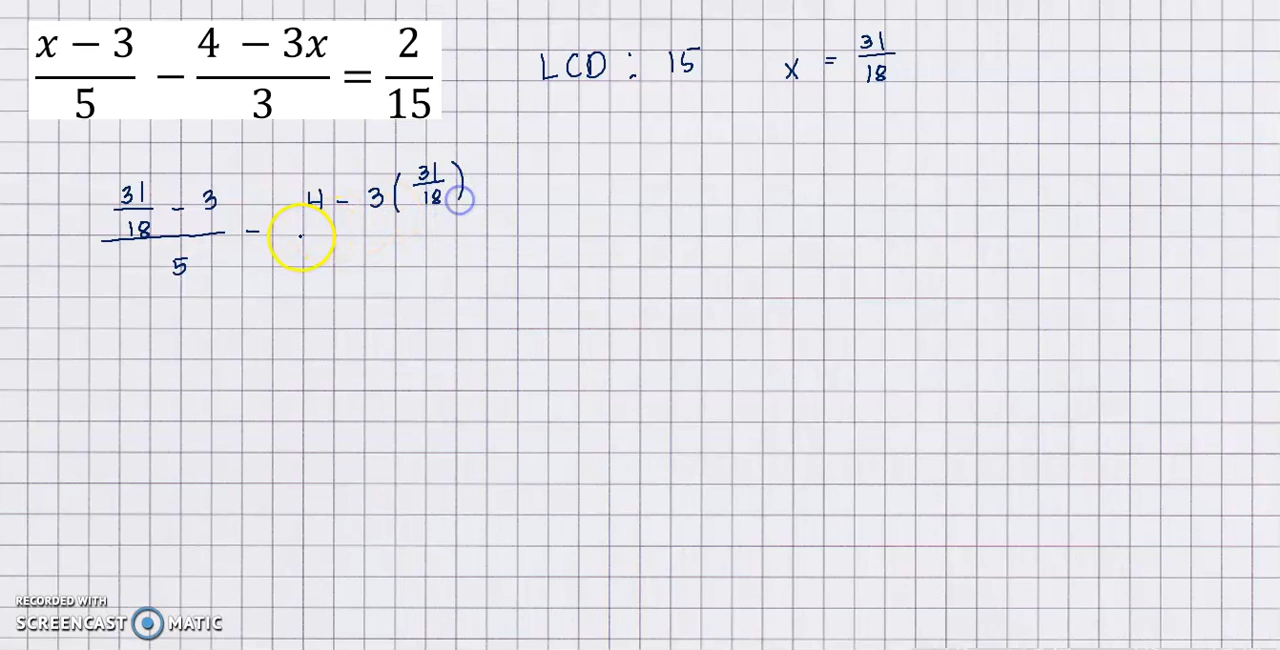 (x − 3)/5 − (4 − 3x)/3 = 2/15
LCD : 15
x = 31/18
(31/18 − 3)/5 − 4 − 3(31/18)
RECORDED WITH
SCREENCAST MATIC